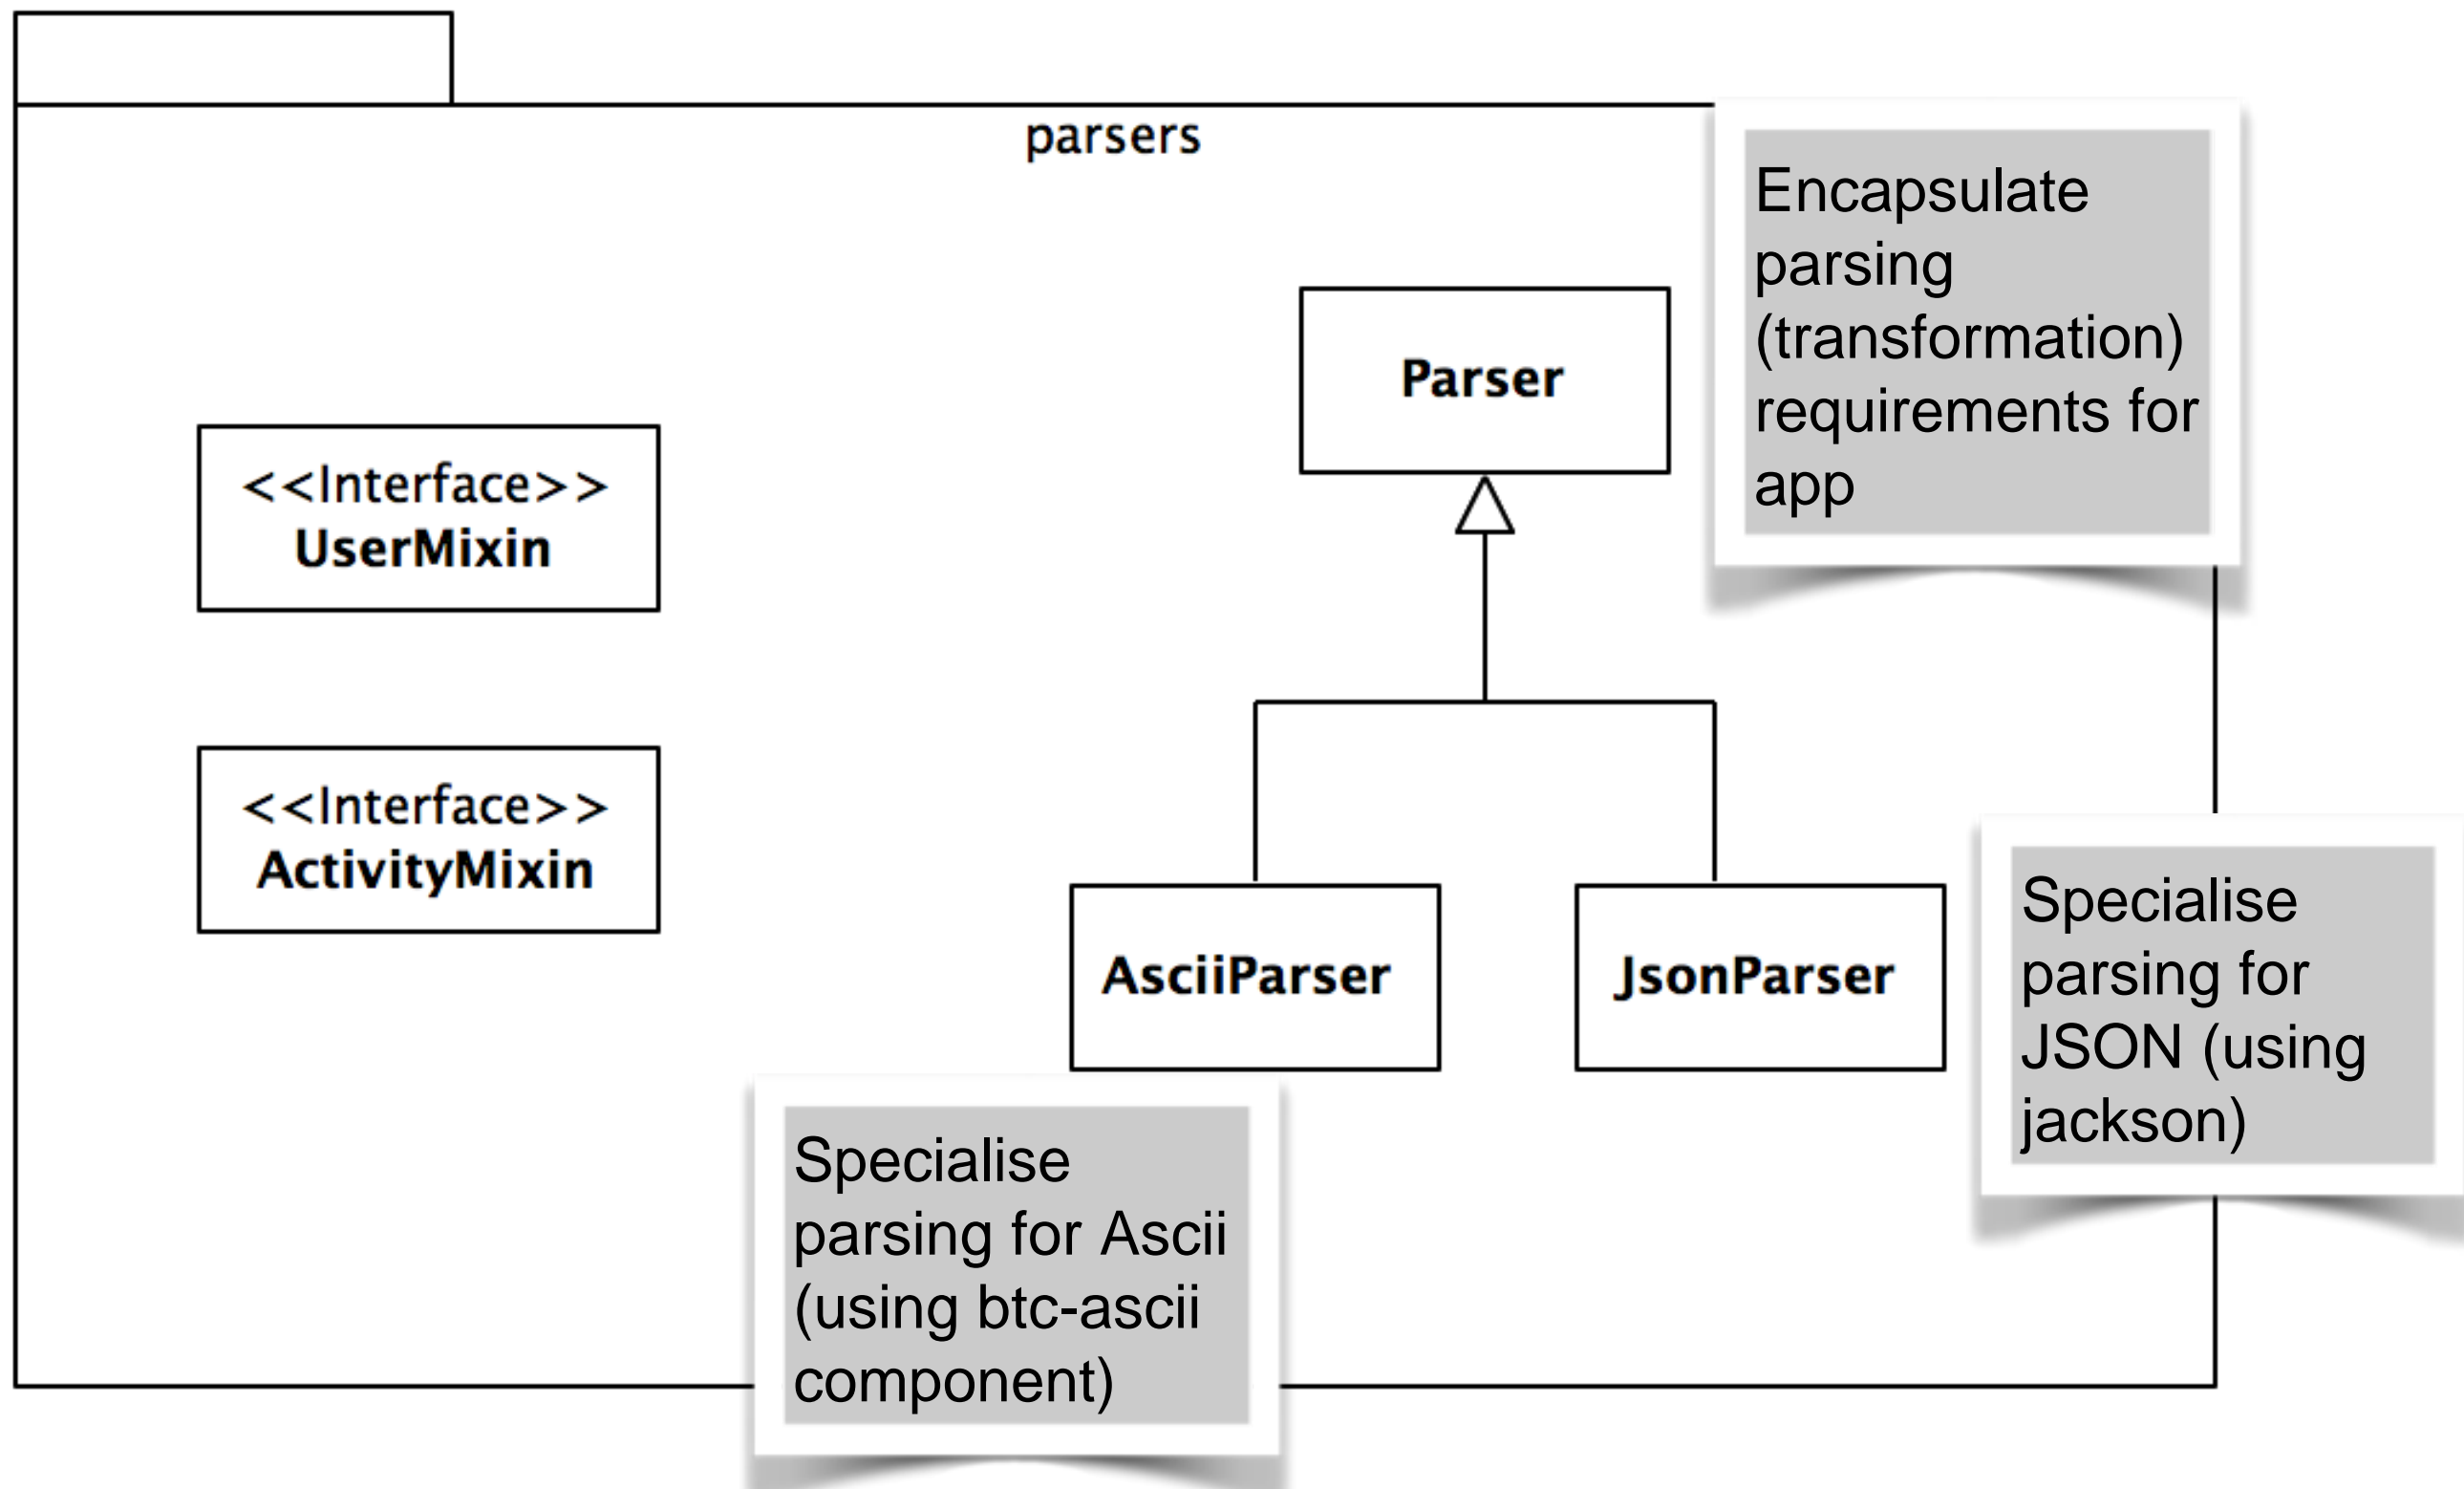 parsers
Encapsulate
parsing
(transformation)
requirements for
app
Parser
<<Interface>>
UserMixin
<<Interface>>
ActivityMixin
AsciiParser
JsonParser
Specialise
parsing for
JSON (using
jackson)
Specialise
parsing for Ascii
(using btc-ascii
component)